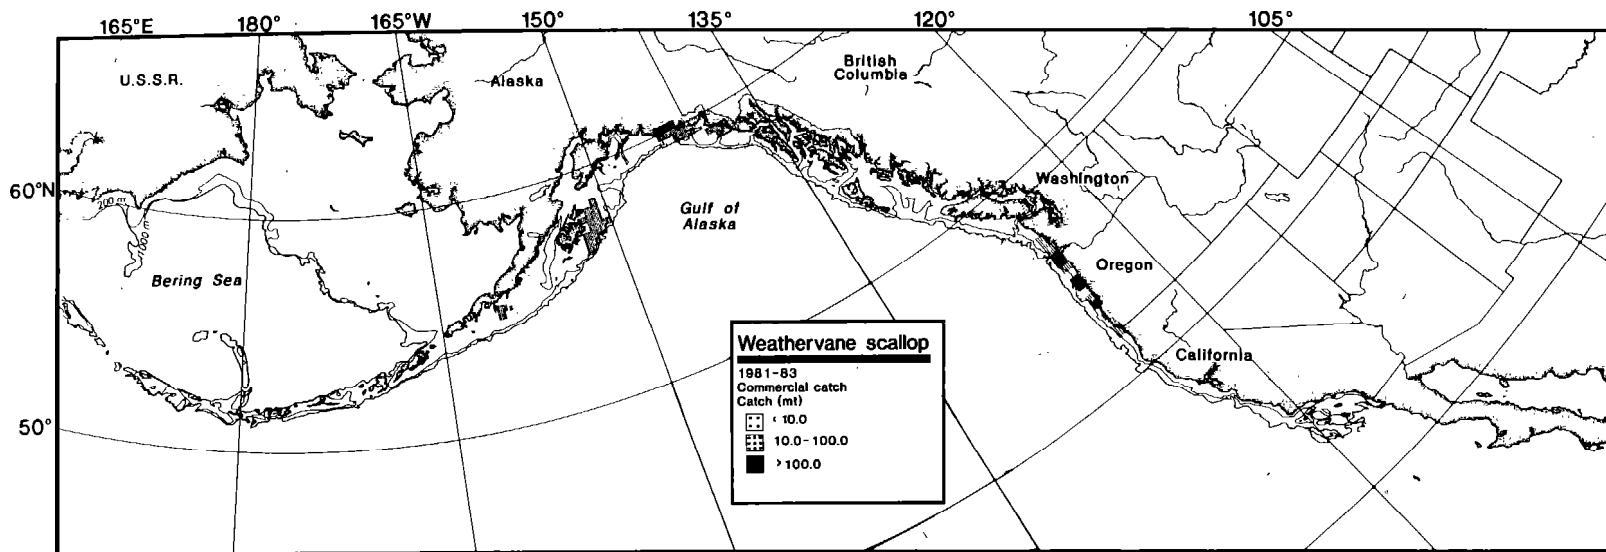 165°E 180° 165°W 150° 135° 120° 105°
U.S.S.R.
Alaska
British
Columbia
60°N
200 m
Washington
Gulf of
Alaska
Bering Sea
Oregon
Weathervane scallop
1981-83
Commercial catch
Catch (mt)
< 10.0
10.0-100.0
> 100.0
California
50°